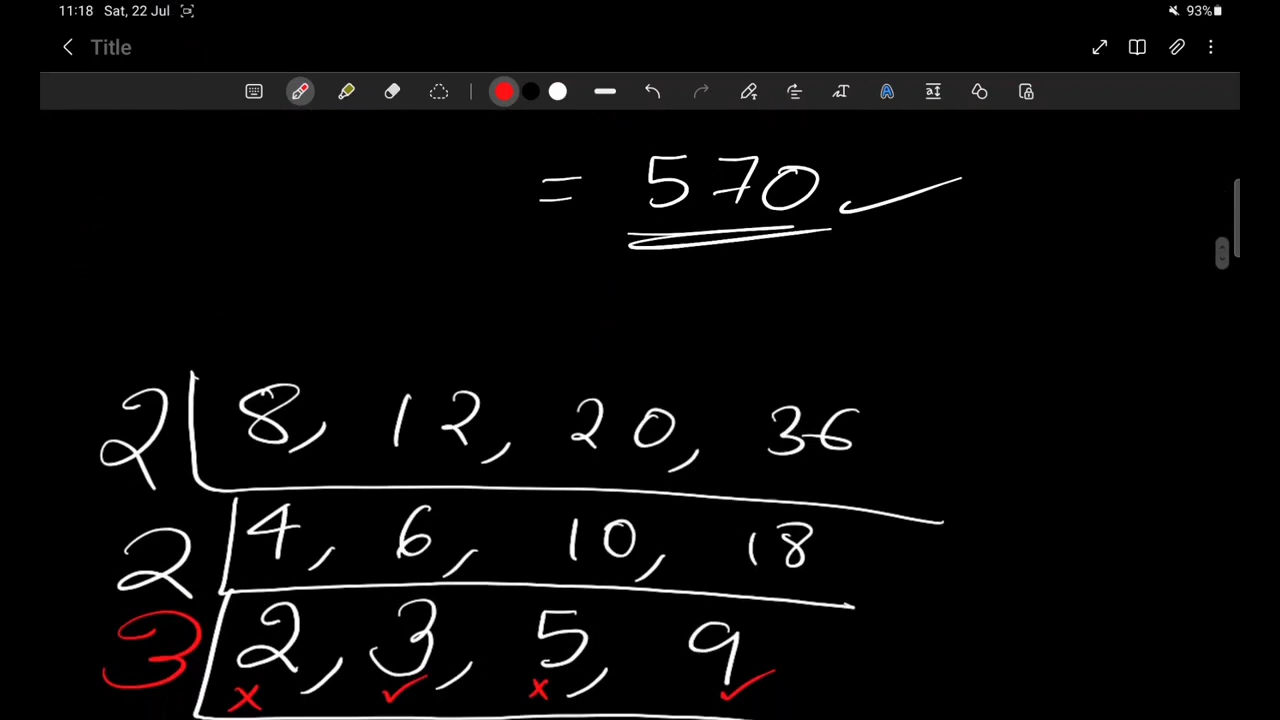 11:18 Sat, 22 Jul 93%
Title
= 570
2 8, 12, 20, 36
2 4, 6, 10, 18
3 2, 3, 5, 9